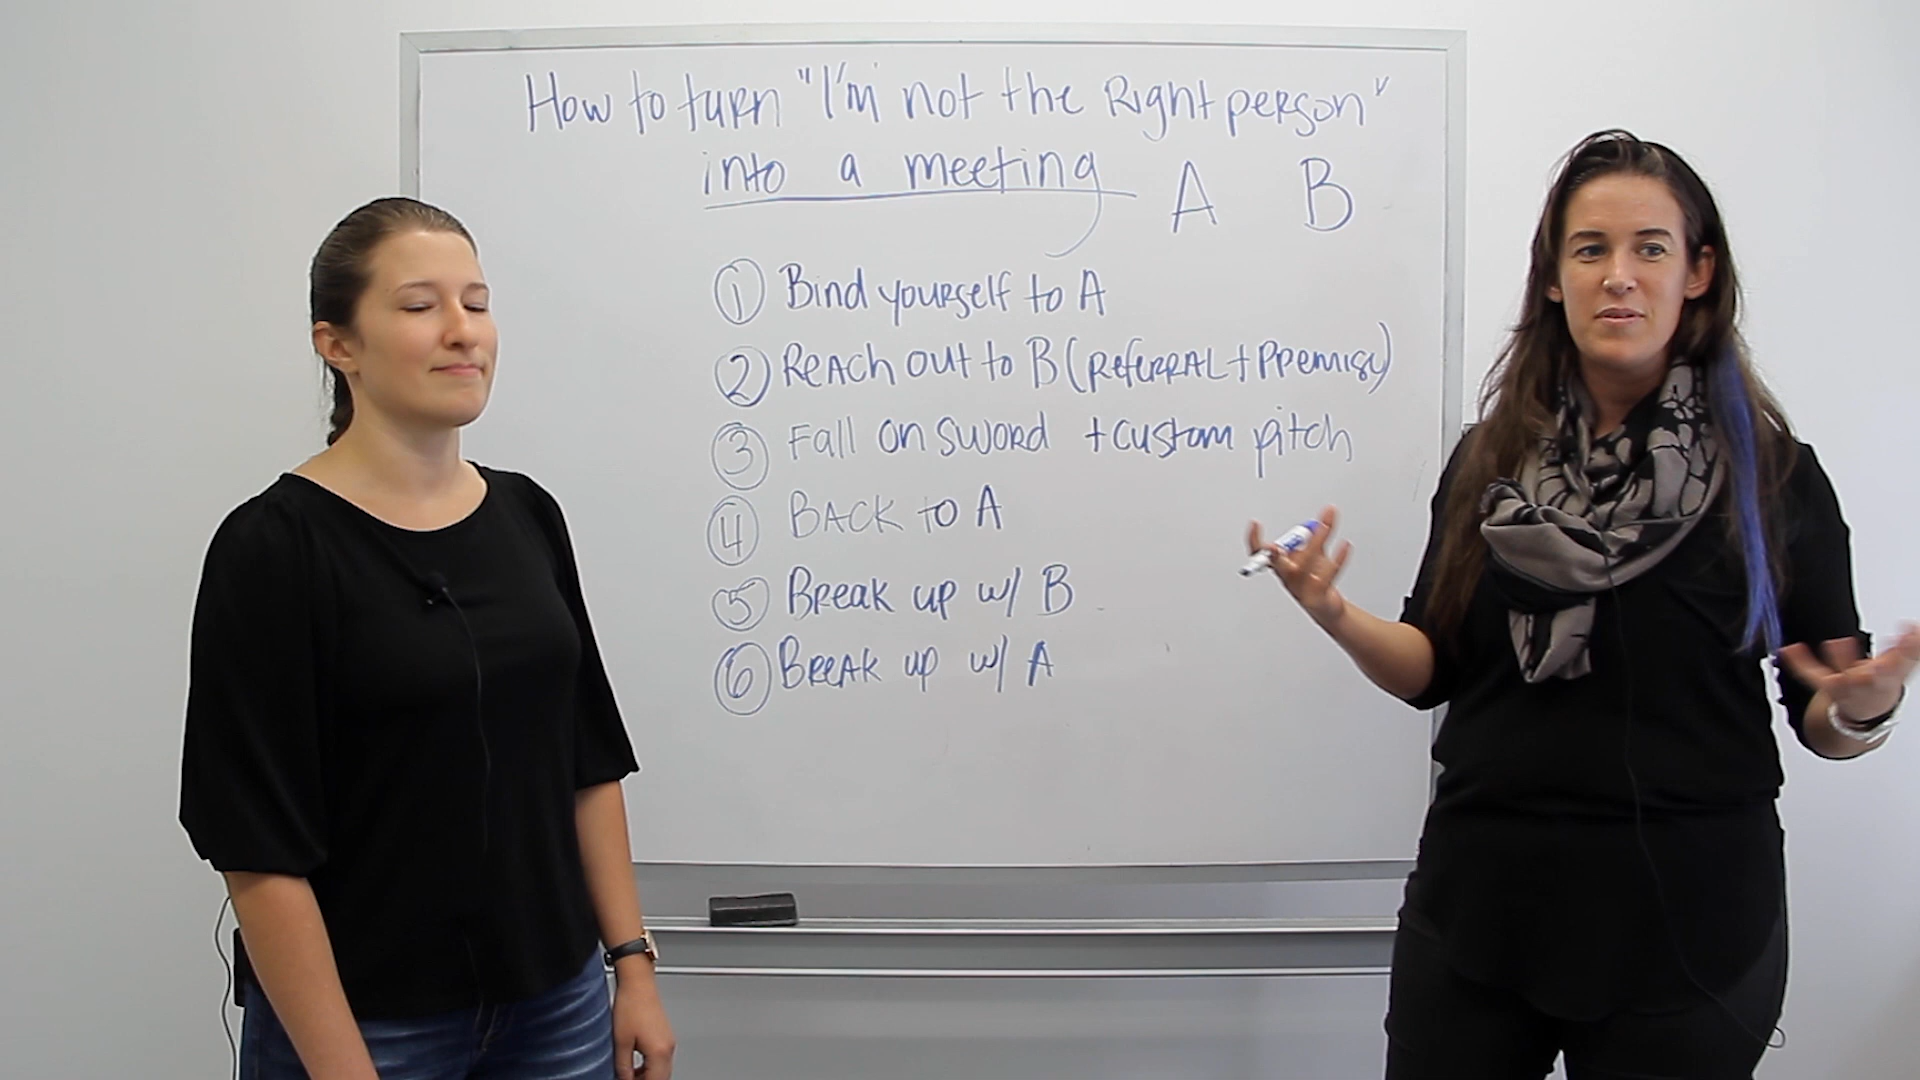 How to turn "I'm not the Right person"
into a meeting
A B
① Bind yourself to A
② Reach out to B (Referral + Premise)
③ Fall on sword + custom pitch
④ Back to A
⑤ Break up w/ B
⑥ Break up w/ A